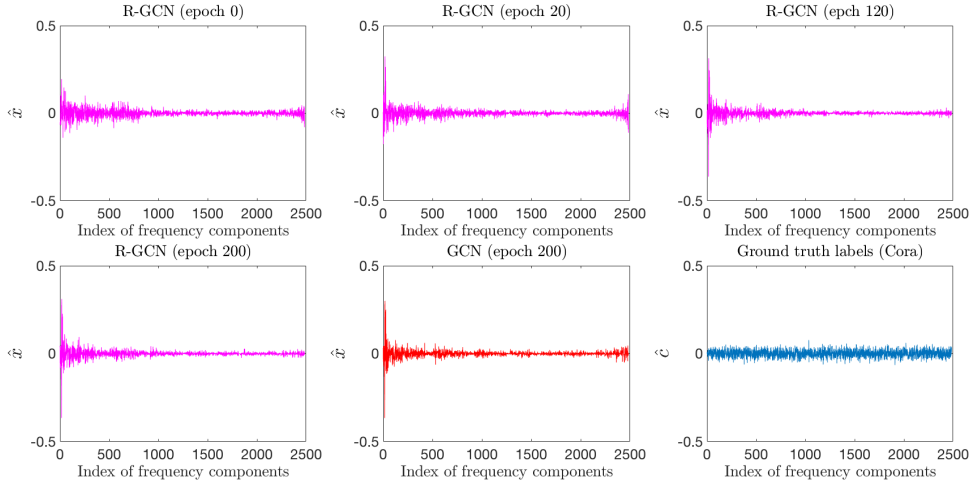 R-GCN (epoch 0)
0.5
0
-0.5
x̂
0 500 1000 1500 2000 2500
Index of frequency components
R-GCN (epoch 20)
0.5
0
-0.5
x̂
0 500 1000 1500 2000 2500
Index of frequency components
R-GCN (epch 120)
0.5
0
-0.5
x̂
0 500 1000 1500 2000 2500
Index of frequency components
R-GCN (epoch 200)
0.5
0
-0.5
x̂
0 500 1000 1500 2000 2500
Index of frequency components
GCN (epoch 200)
0.5
0
-0.5
x̂
0 500 1000 1500 2000 2500
Index of frequency components
Ground truth labels (Cora)
0.5
0
-0.5
ĉ
0 500 1000 1500 2000 2500
Index of frequency components